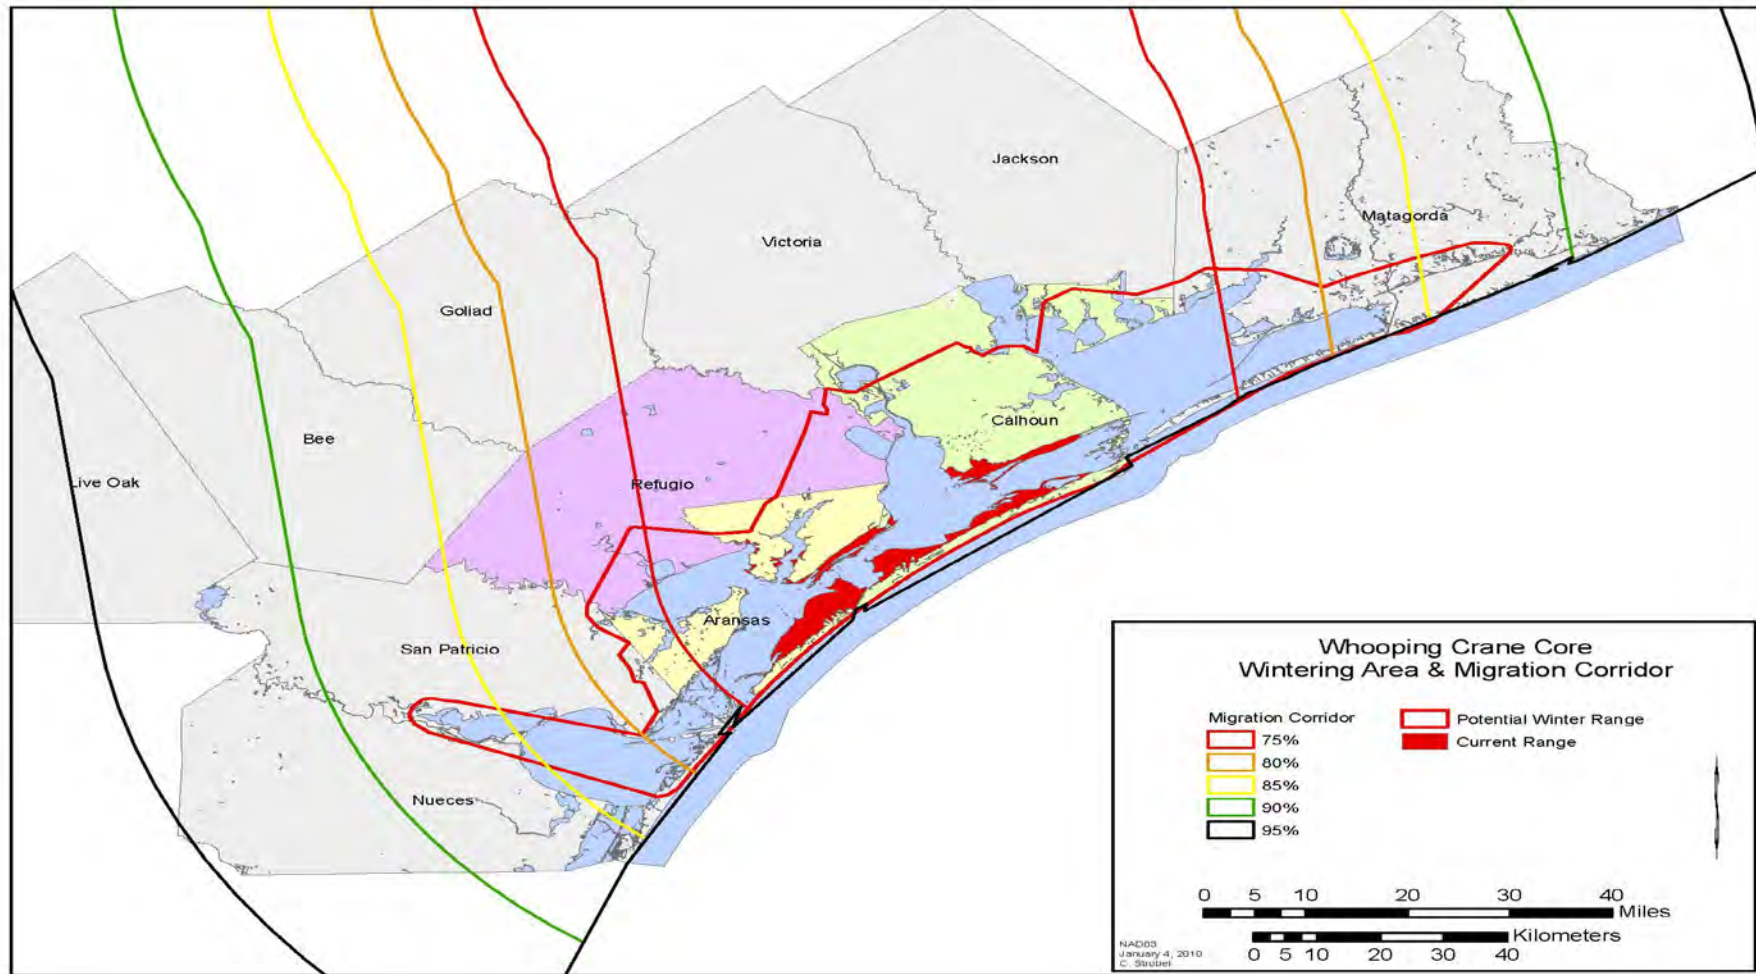 Jackson
Matagorda
Victoria
Goliad
Calhoun
Bee
Live Oak
Refugio
Aransas
San Patricio
Nueces
Whooping Crane Core
Wintering Area & Migration Corridor
Migration Corridor
75%
80%
85%
90%
95%
Potential Winter Range
Current Range
0 5 10 20 30 40
Miles
Kilometers
0 5 10 20 30 40
NAD83
January 4, 2010
C. Strobel